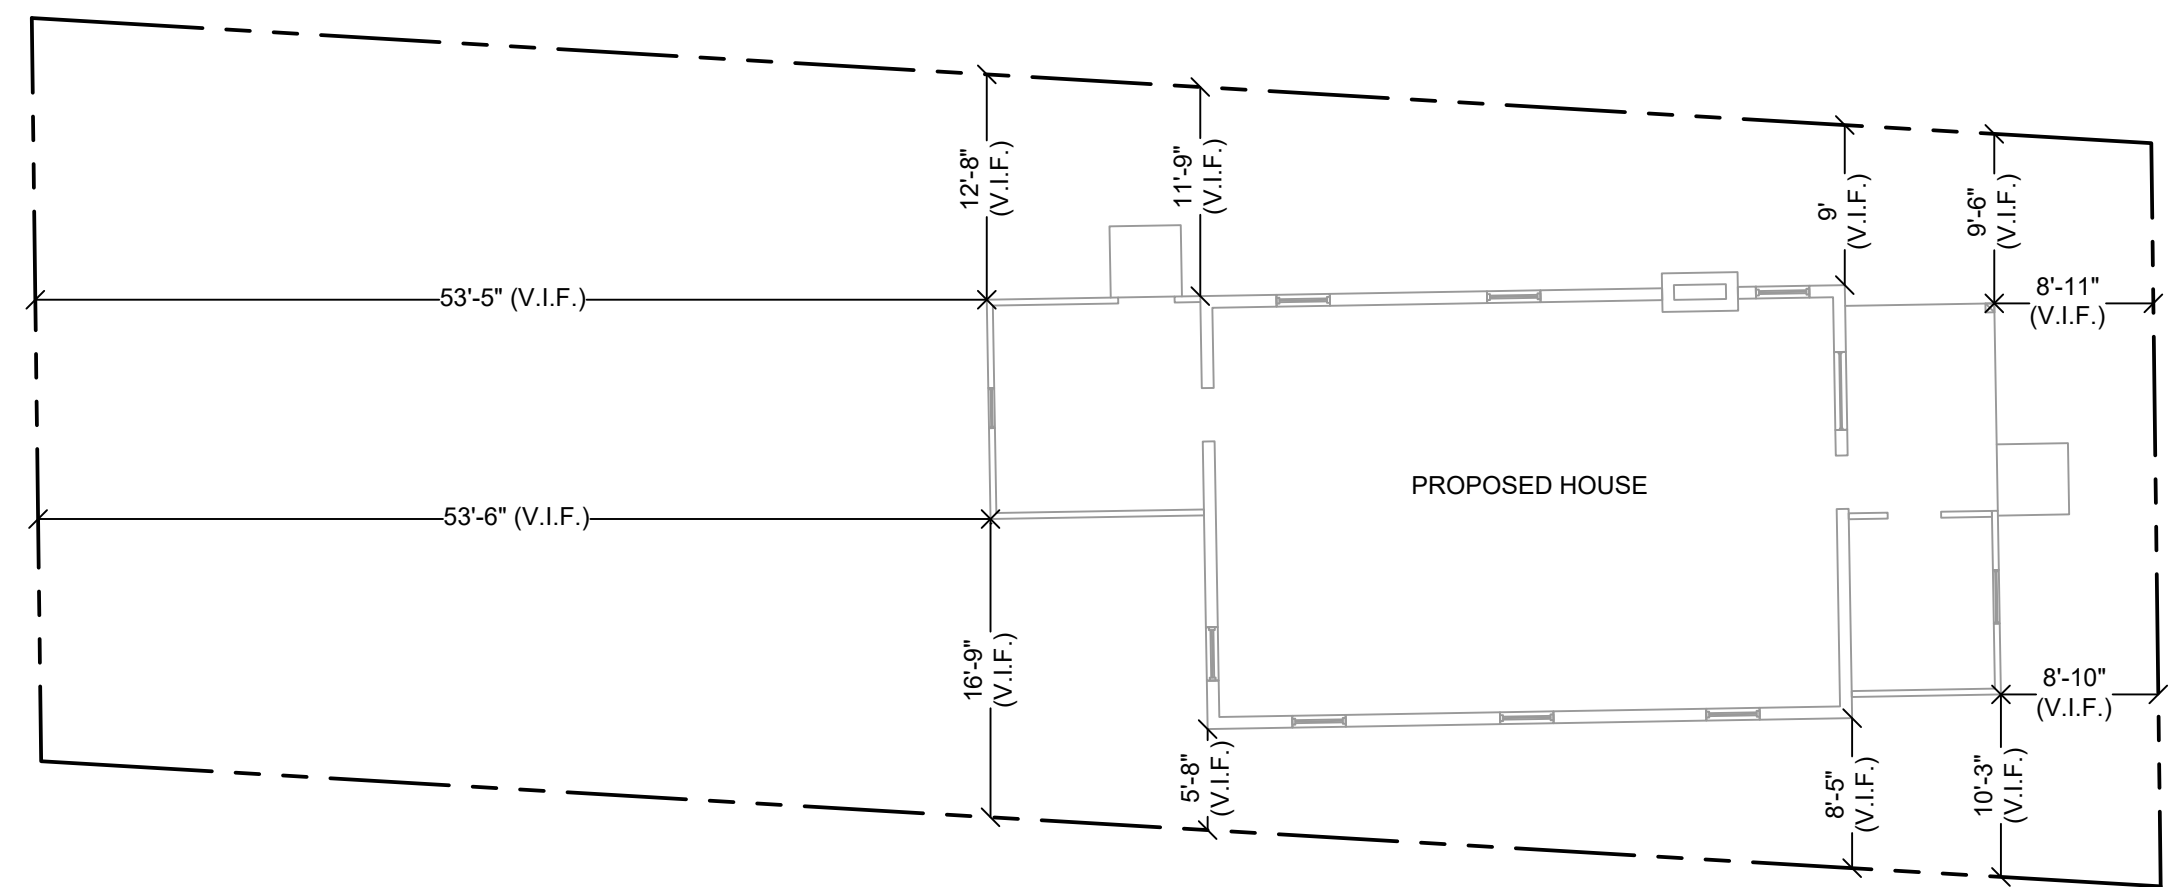 12'-8"
(V.I.F.)
11'-9"
(V.I.F.)
9'
(V.I.F.)
9'-6"
(V.I.F.)
53'-5" (V.I.F.)
8'-11"
(V.I.F.)
PROPOSED HOUSE
53'-6" (V.I.F.)
16'-9"
(V.I.F.)
8'-10"
(V.I.F.)
5'-8"
(V.I.F.)
8'-5"
(V.I.F.)
10'-3"
(V.I.F.)